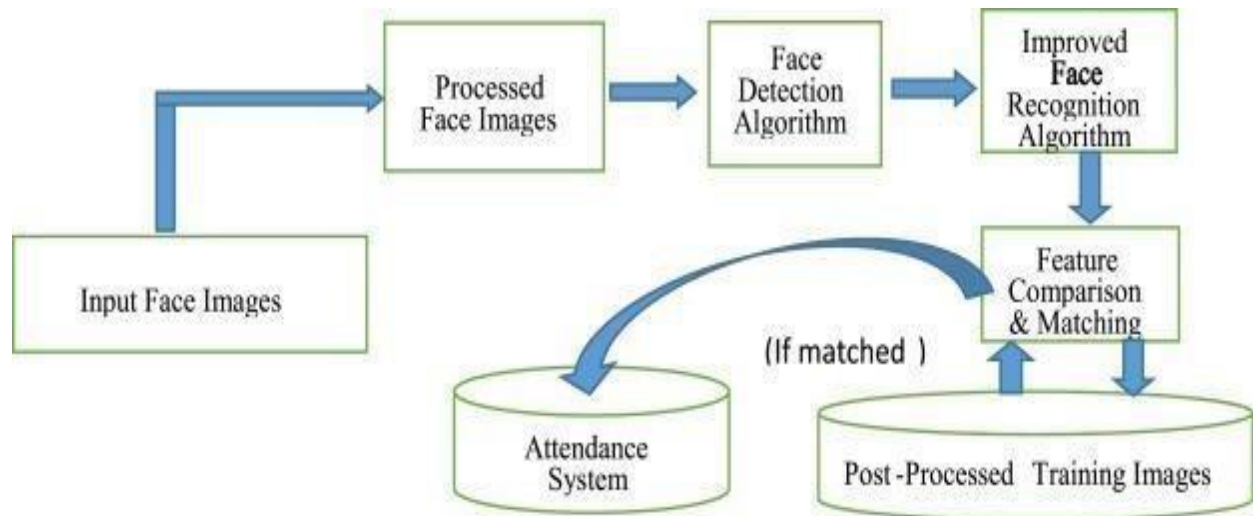 Input Face Images
Processed
Face Images
Face
Detection
Algorithm
Improved
Face
Recognition
Algorithm
Feature
Comparison
& Matching
(If matched )
Attendance
System
Post -Processed Training Images